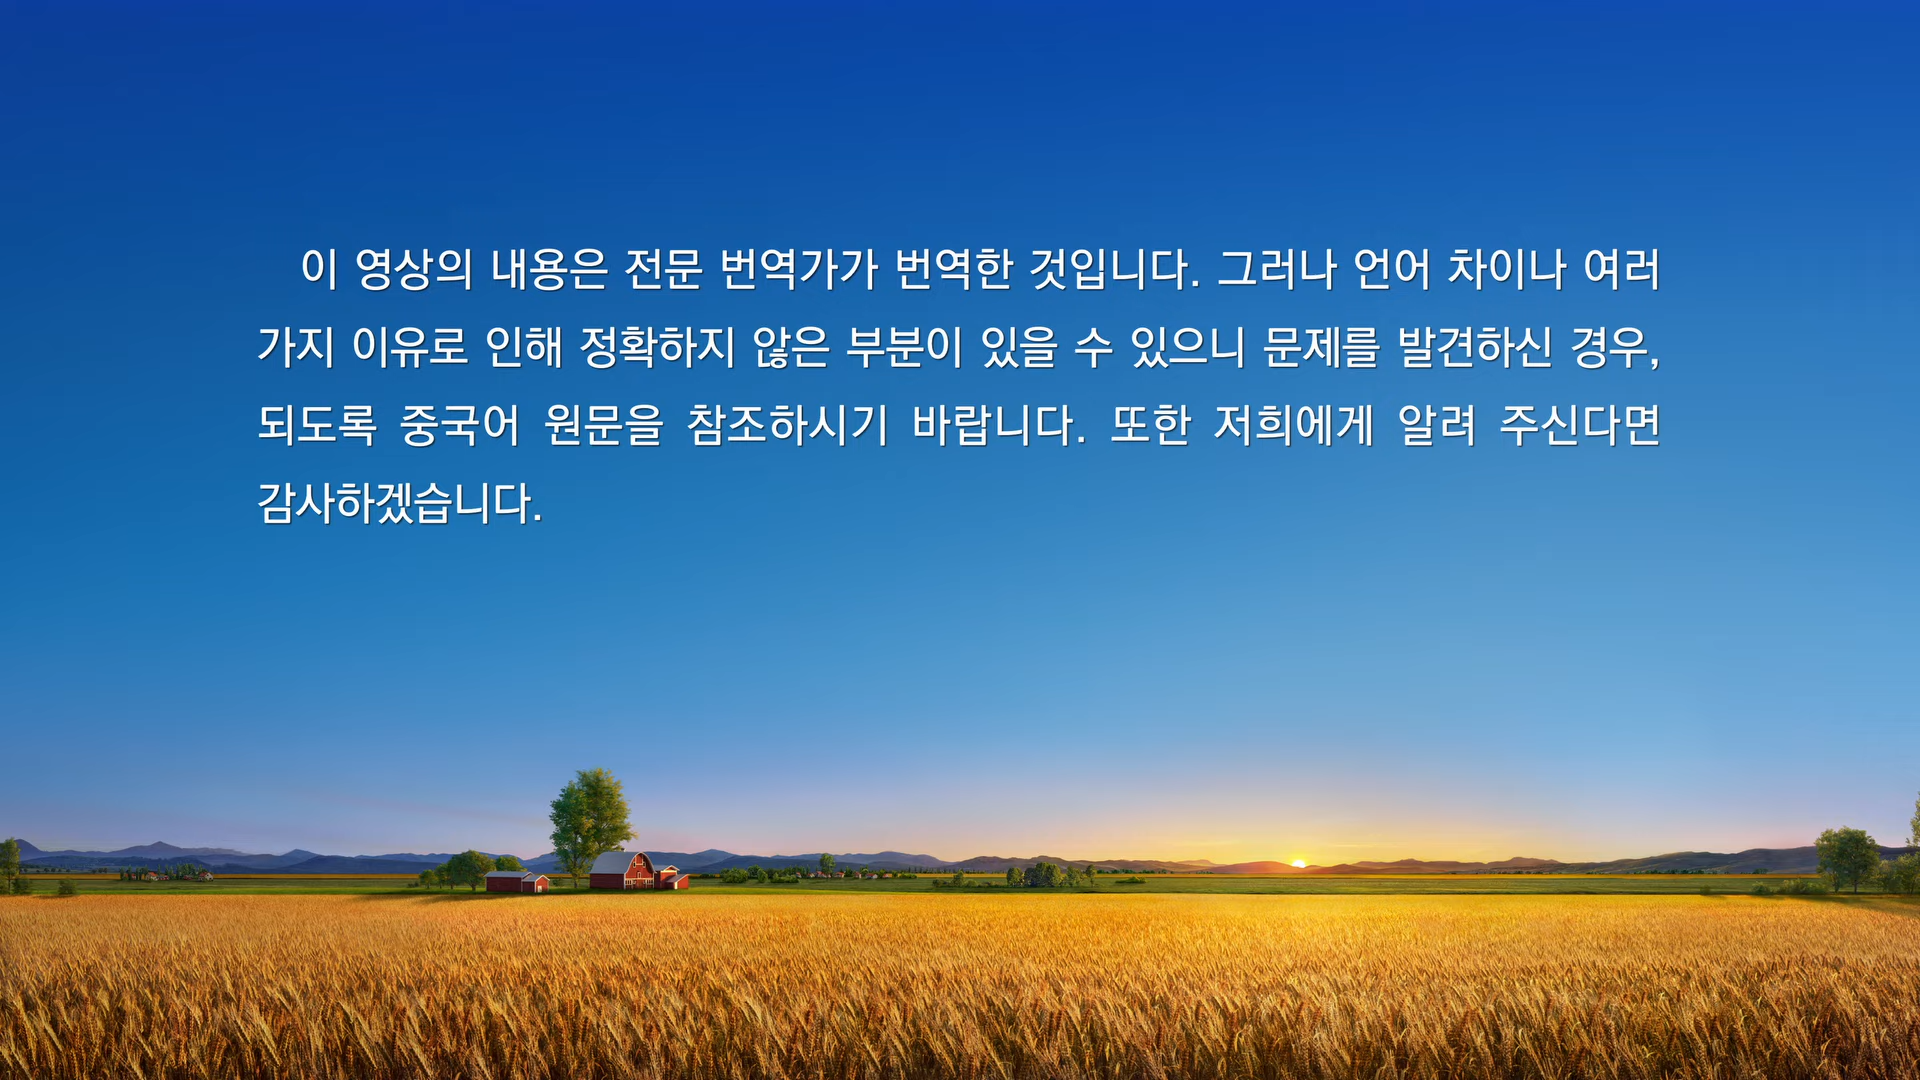 이 영상의 내용은 전문 번역가가 번역한 것입니다. 그러나 언어 차이나 여러
가지 이유로 인해 정확하지 않은 부분이 있을 수 있으니 문제를 발견하신 경우,
되도록 중국어 원문을 참조하시기 바랍니다. 또한 저희에게 알려 주신다면
감사하겠습니다.